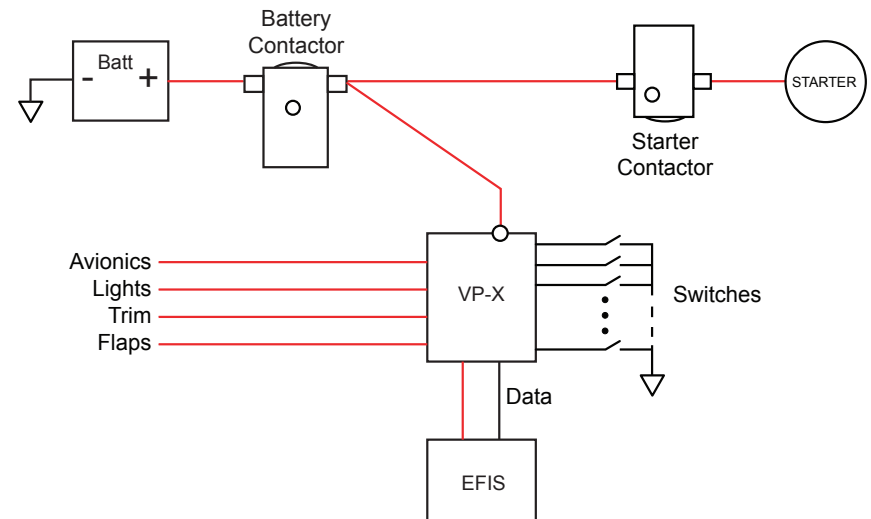 Battery
Contactor
Batt
- +
STARTER
Starter
Contactor
Avionics
Lights
Trim
Flaps
VP-X
Switches
Data
EFIS